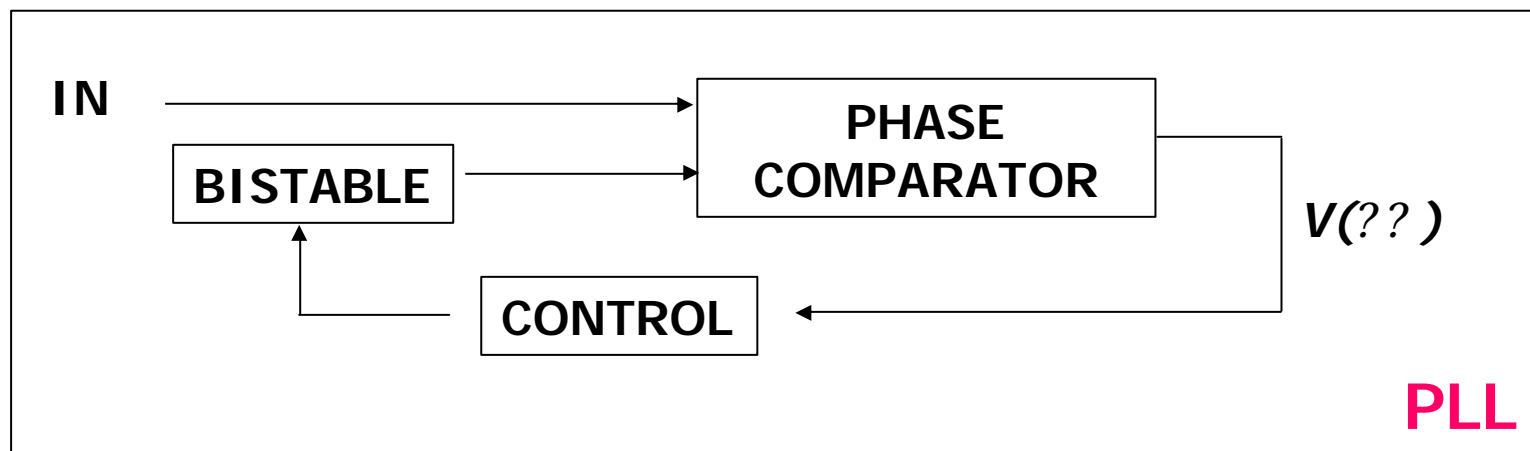 IN
PHASE
COMPARATOR
BISTABLE
V(?? )
CONTROL
PLL